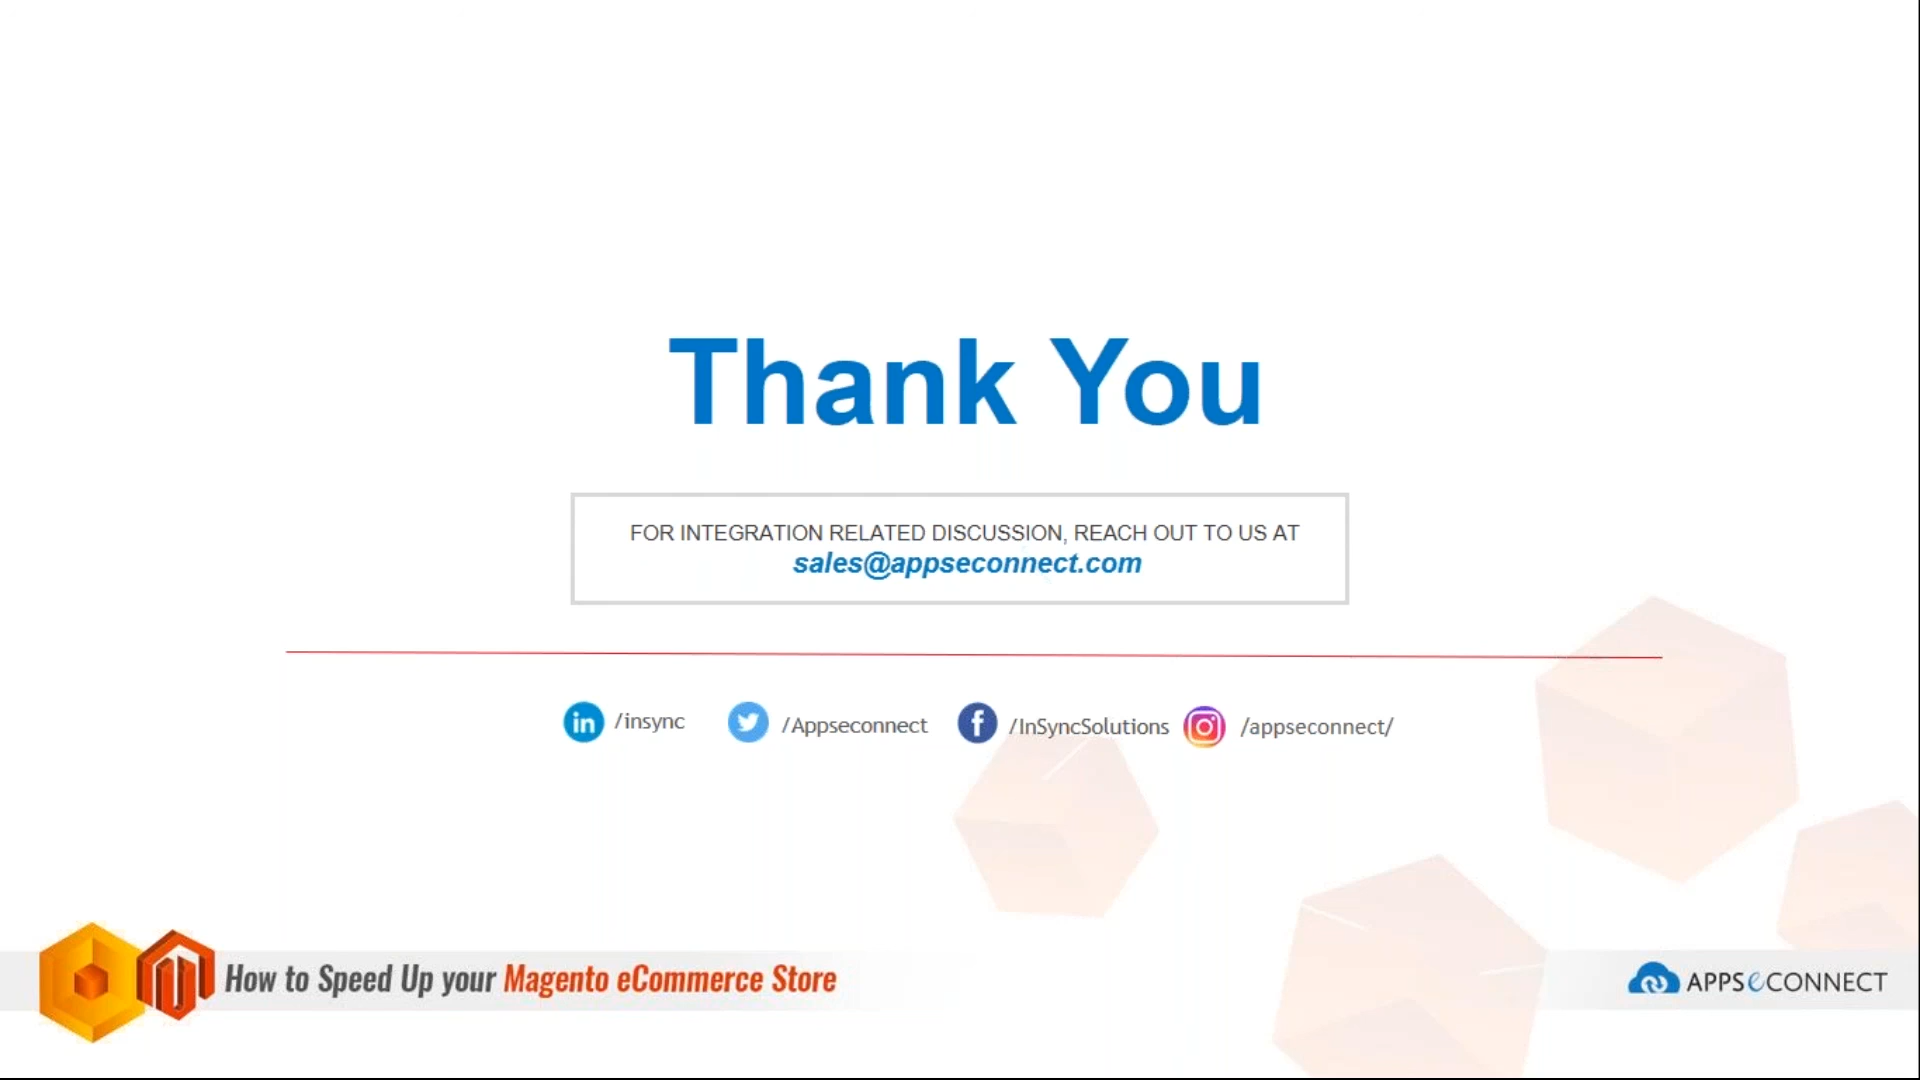 Thank You
FOR INTEGRATION RELATED DISCUSSION, REACH OUT TO US AT
sales@appseconnect.com
in /insync /Appseconnect f /InSyncSolutions /appseconnect/
How to Speed Up your Magento eCommerce Store
APPSeCONNECT